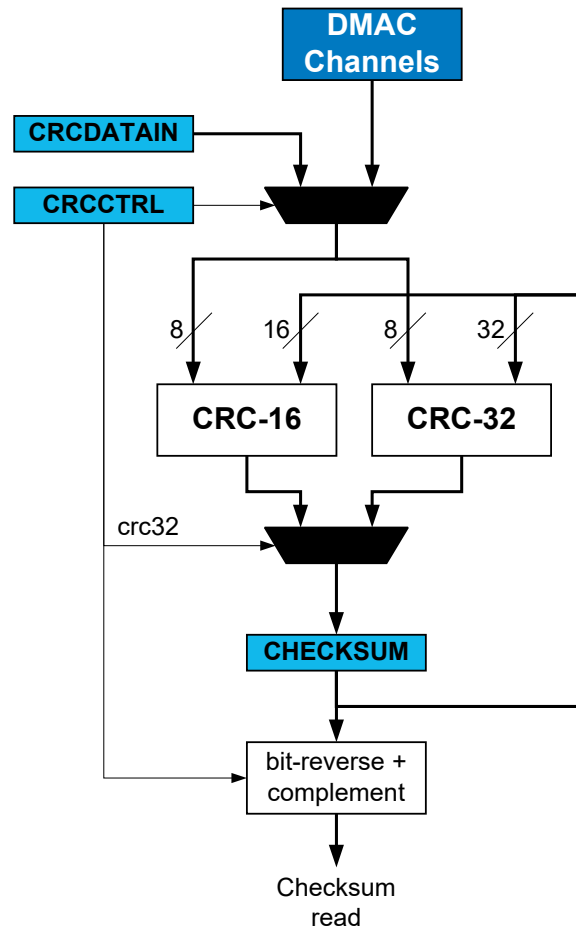 DMAC
Channels
CRCDATAIN
CRCCTRL
8
16
8
32
CRC-16
CRC-32
crc32
CHECKSUM
bit-reverse +
complement
Checksum
read